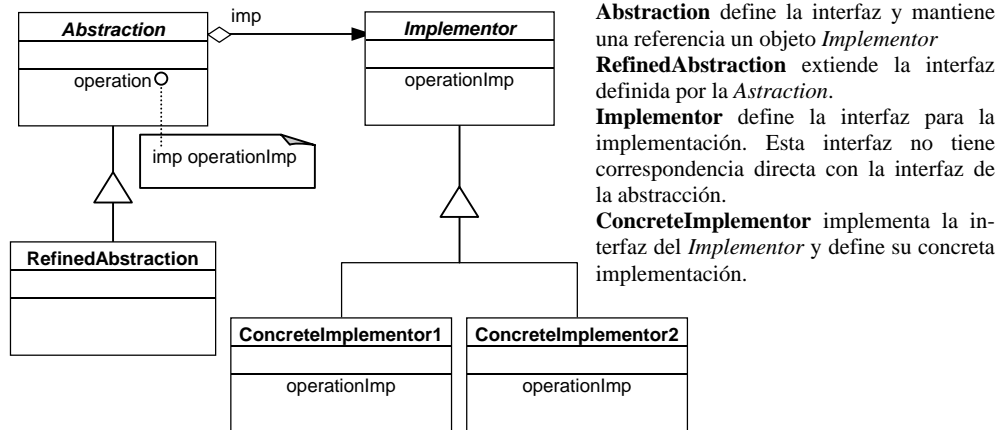 imp
Abstraction
operation
imp operationImp
Implementor
operationImp
RefinedAbstraction
ConcreteImplementor1
operationImp
ConcreteImplementor2
operationImp
Abstraction define la interfaz y mantiene
una referencia un objeto Implementor
RefinedAbstraction extiende la interfaz
definida por la Astraction.
Implementor define la interfaz para la
implementación. Esta interfaz no tiene
correspondencia directa con la interfaz de
la abstracción.
ConcreteImplementor implementa la in-
terfaz del Implementor y define su concreta
implementación.